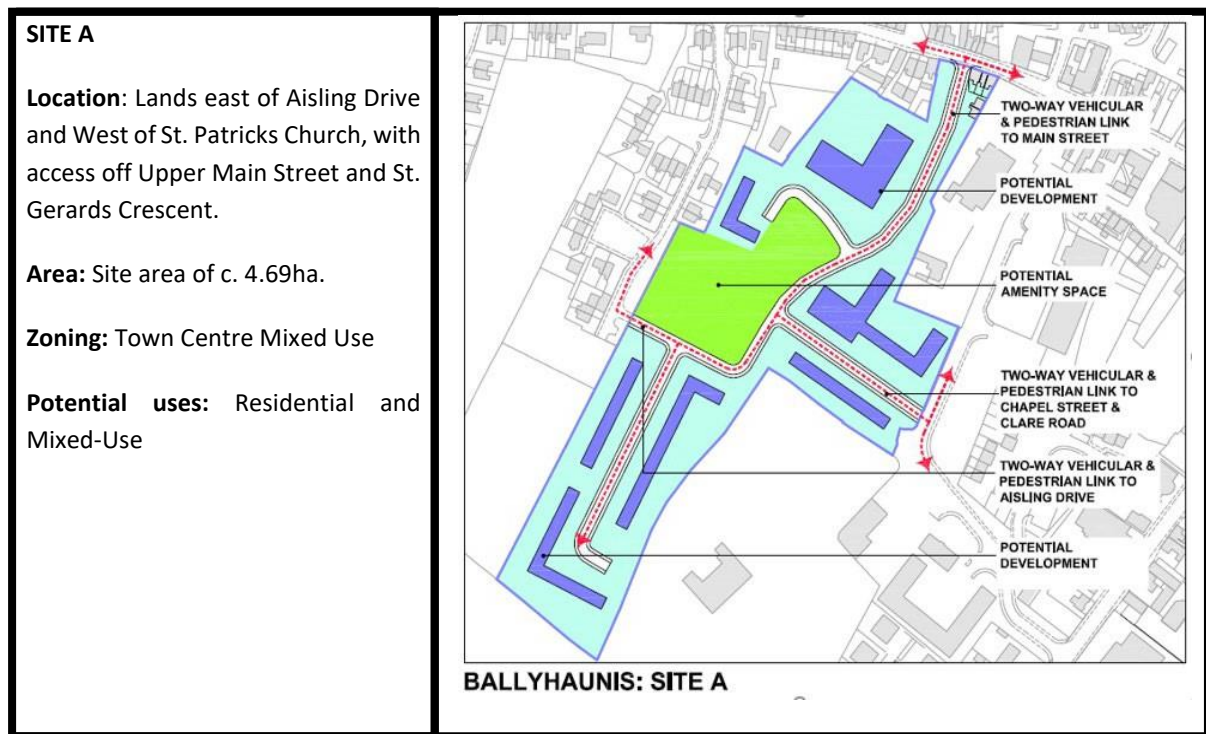 SITE A
Location: Lands east of Aisling Drive
and West of St. Patricks Church, with
access off Upper Main Street and St.
Gerards Crescent.
Area: Site area of c. 4.69ha.
Zoning: Town Centre Mixed Use
Potential uses: Residential and
Mixed-Use
TWO-WAY VEHICULAR
& PEDESTRIAN LINK
TO MAIN STREET
POTENTIAL
DEVELOPMENT
POTENTIAL
AMENITY SPACE
TWO-WAY VEHICULAR &
PEDESTRIAN LINK TO
CHAPEL STREET &
CLARE ROAD
TWO-WAY VEHICULAR &
PEDESTRIAN LINK TO
AISLING DRIVE
POTENTIAL
DEVELOPMENT
BALLYHAUNIS: SITE A